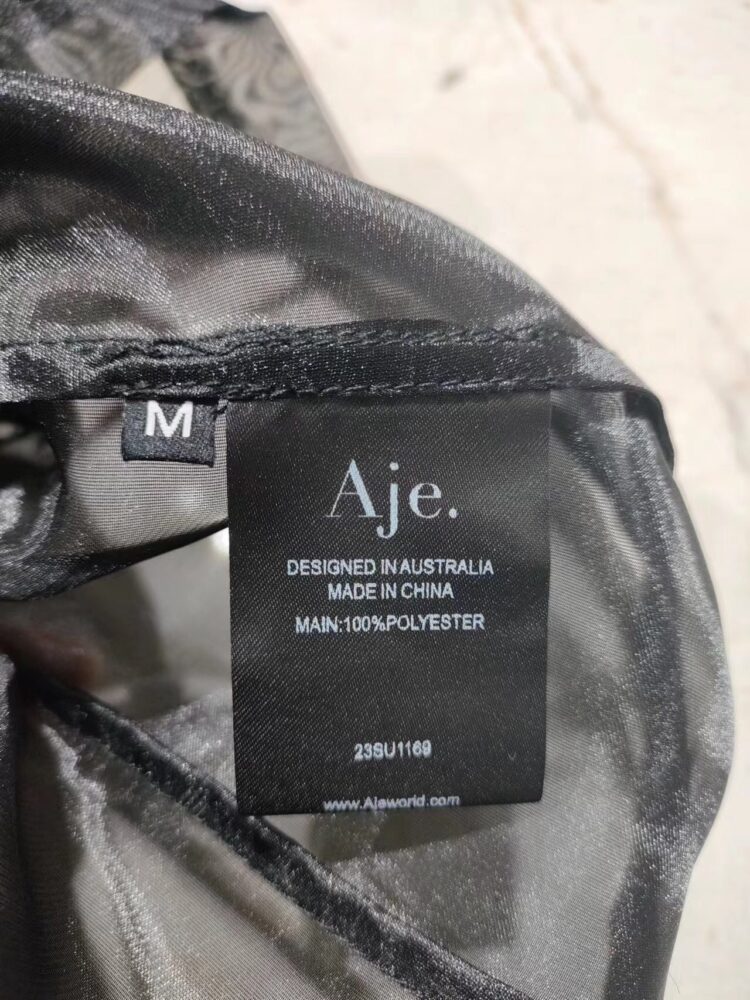 M
Aje.
DESIGNED IN AUSTRALIA
MADE IN CHINA
MAIN:100%POLYESTER
23SU1169
www.Ajeworld.com